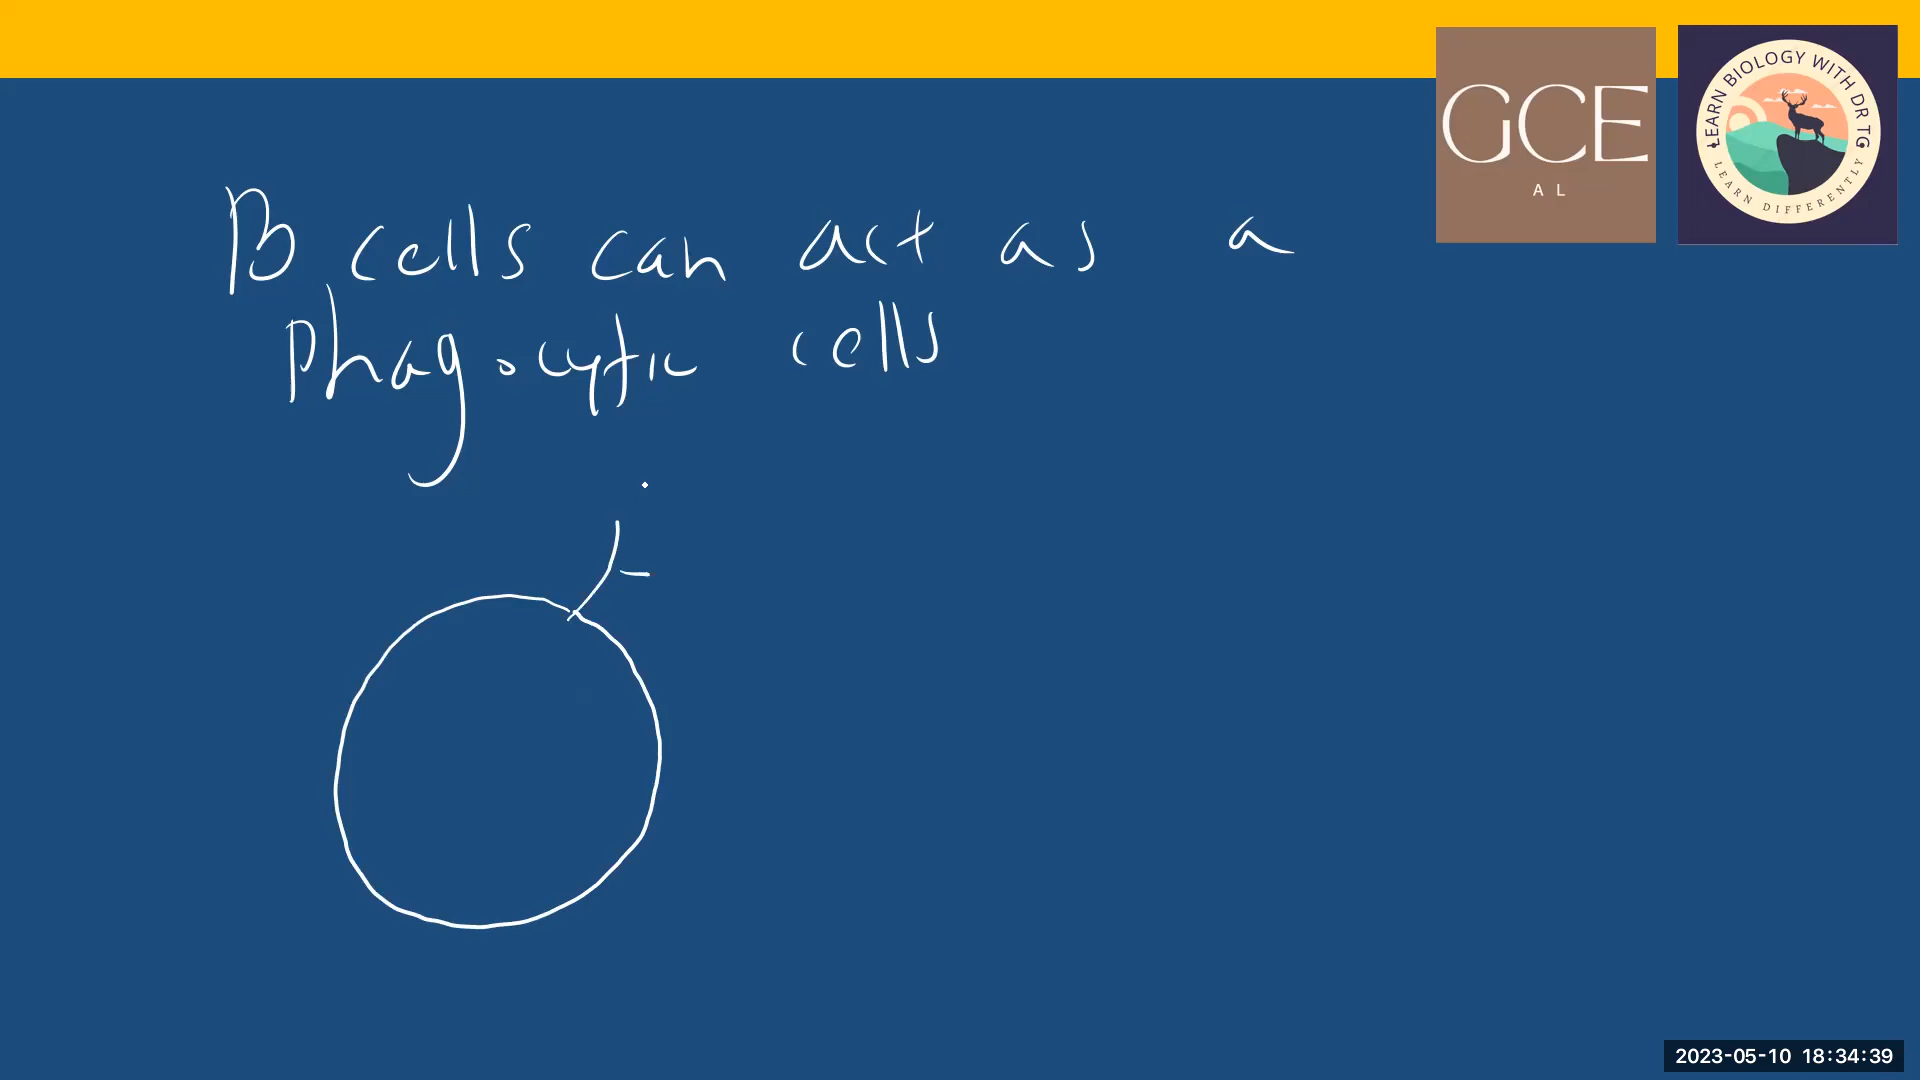 GCE
A L
LEARN BIOLOGY WITH DR TG
LEARN DIFFERENTLY
B cells can act as a
Phagocytic cells
2023-05-10 18:34:39